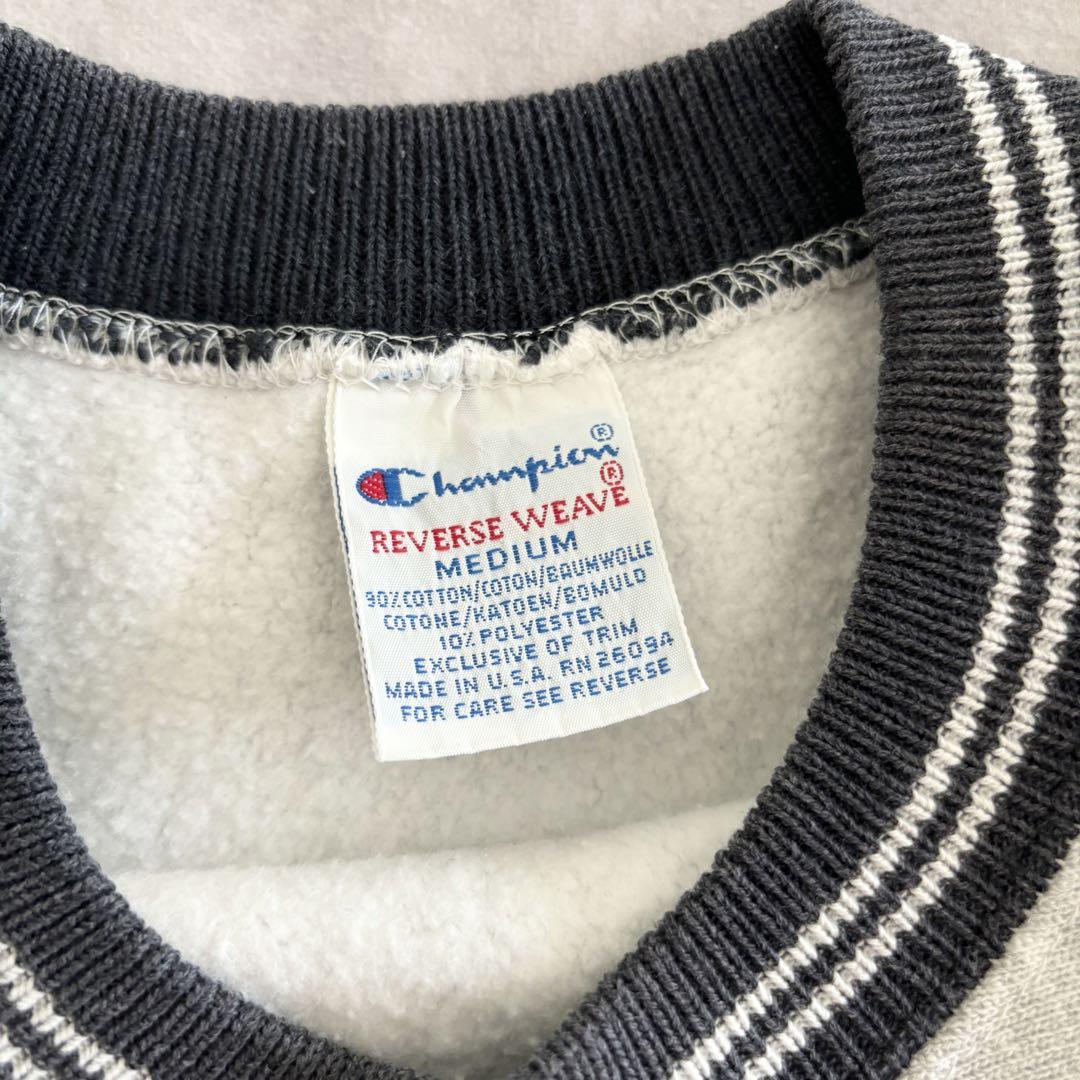 Champion®
REVERSE WEAVE®
MEDIUM
90% COTTON/COTON/BAUMWOLLE
COTONE/KATOEN/BOMULD
10% POLYESTER
EXCLUSIVE OF TRIM
MADE IN U.S.A. RN 26094
FOR CARE SEE REVERSE